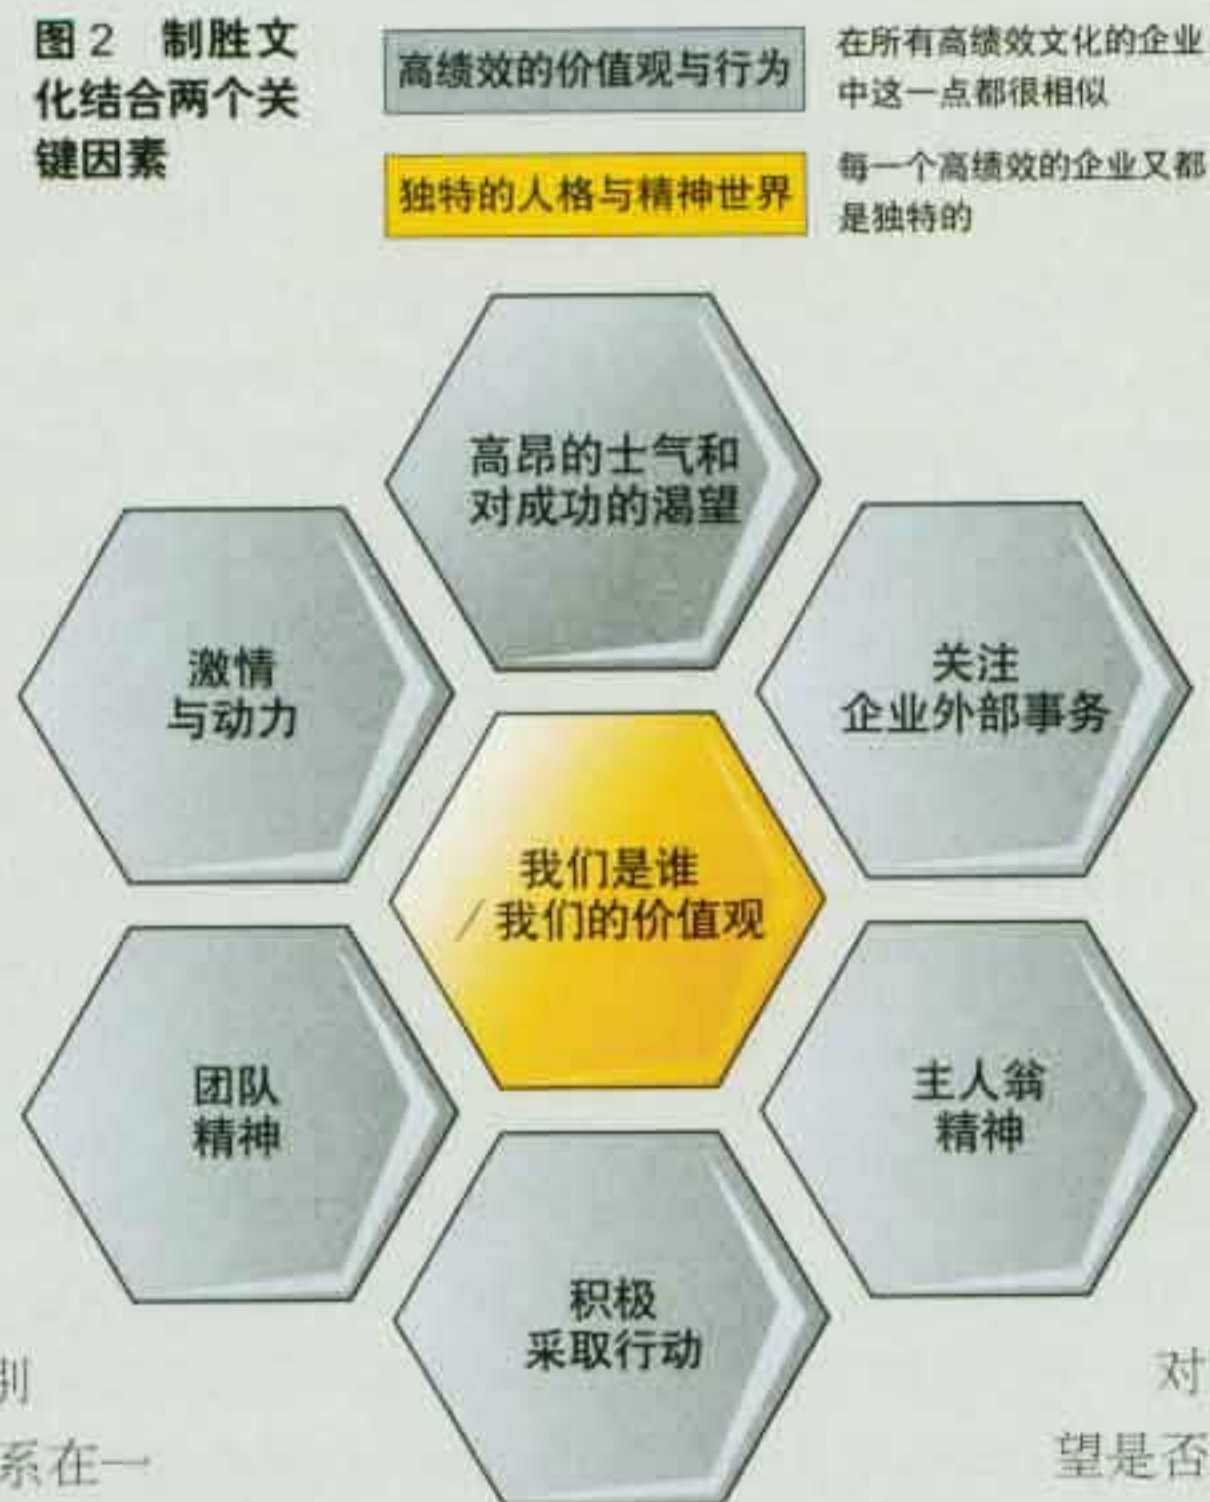 图2 制胜文
化结合两个关
键因素
高绩效的价值观与行为
在所有高绩效文化的企业
中这一点都很相似
独特的人格与精神世界
每一个高绩效的企业又都
是独特的
高昂的士气和
对成功的渴望
激情
与动力
关注
企业外部事务
我们是谁
/我们的价值观
团队
精神
主人翁
精神
积极
采取行动
别
系在一
对
望是否